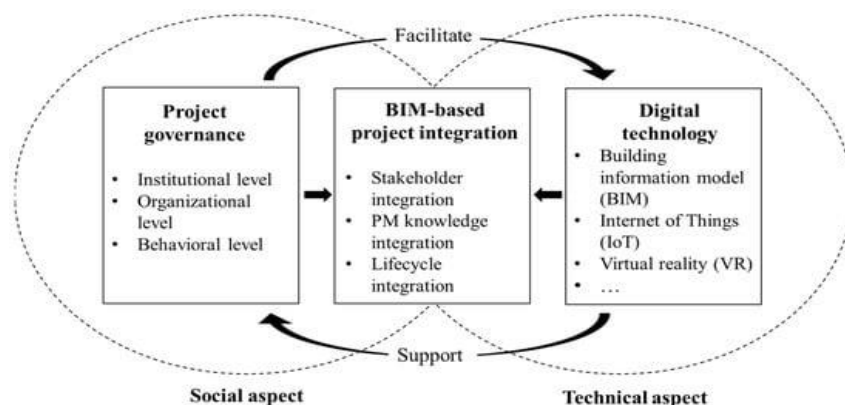 Facilitate
Project
governance
• Institutional level
• Organizational
level
• Behavioral level
BIM-based
project integration
• Stakeholder
integration
• PM knowledge
integration
• Lifecycle
integration
Digital
technology
• Building
information model
(BIM)
• Internet of Things
(IoT)
• Virtual reality (VR)
• …
Support
Social aspect
Technical aspect